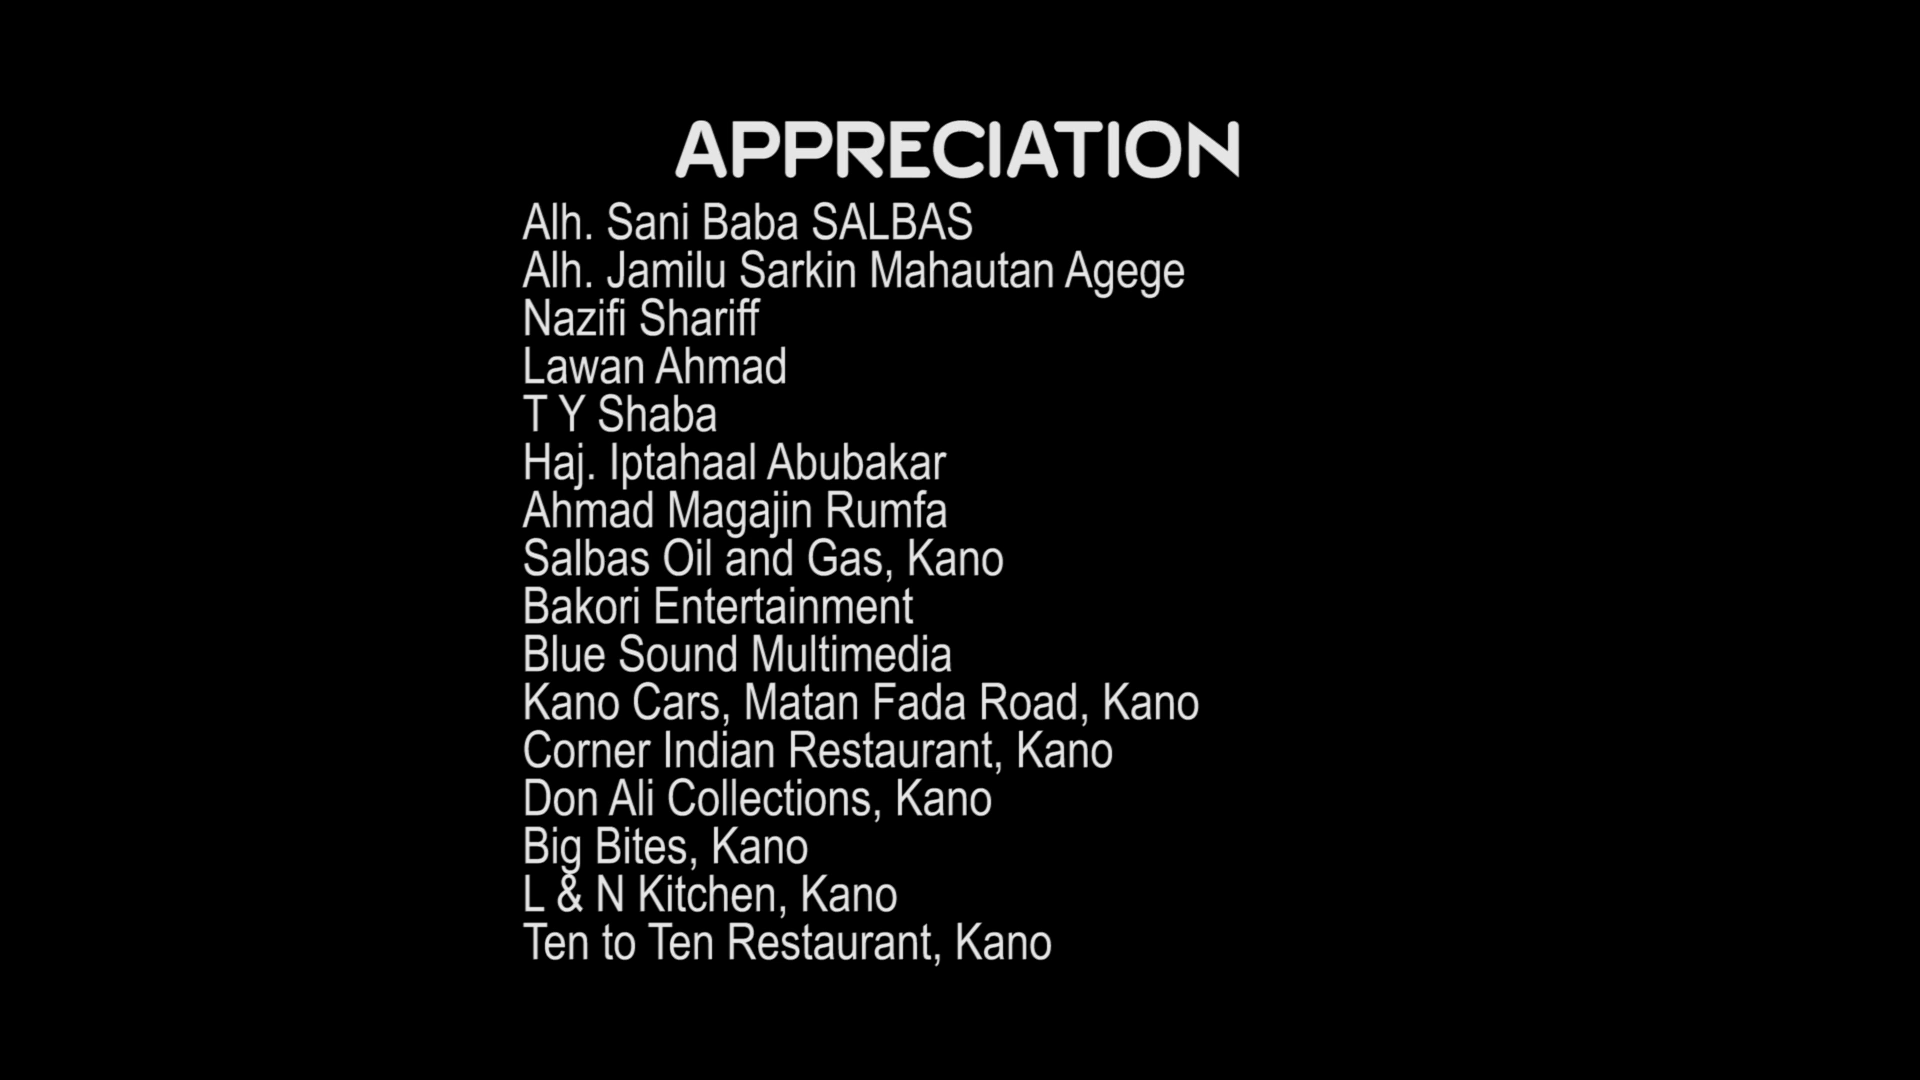 APPRECIATION
Alh. Sani Baba SALBAS
Alh. Jamilu Sarkin Mahautan Agege
Nazifi Shariff
Lawan Ahmad
T Y Shaba
Haj. Iptahaal Abubakar
Ahmad Magajin Rumfa
Salbas Oil and Gas, Kano
Bakori Entertainment
Blue Sound Multimedia
Kano Cars, Matan Fada Road, Kano
Corner Indian Restaurant, Kano
Don Ali Collections, Kano
Big Bites, Kano
L & N Kitchen, Kano
Ten to Ten Restaurant, Kano